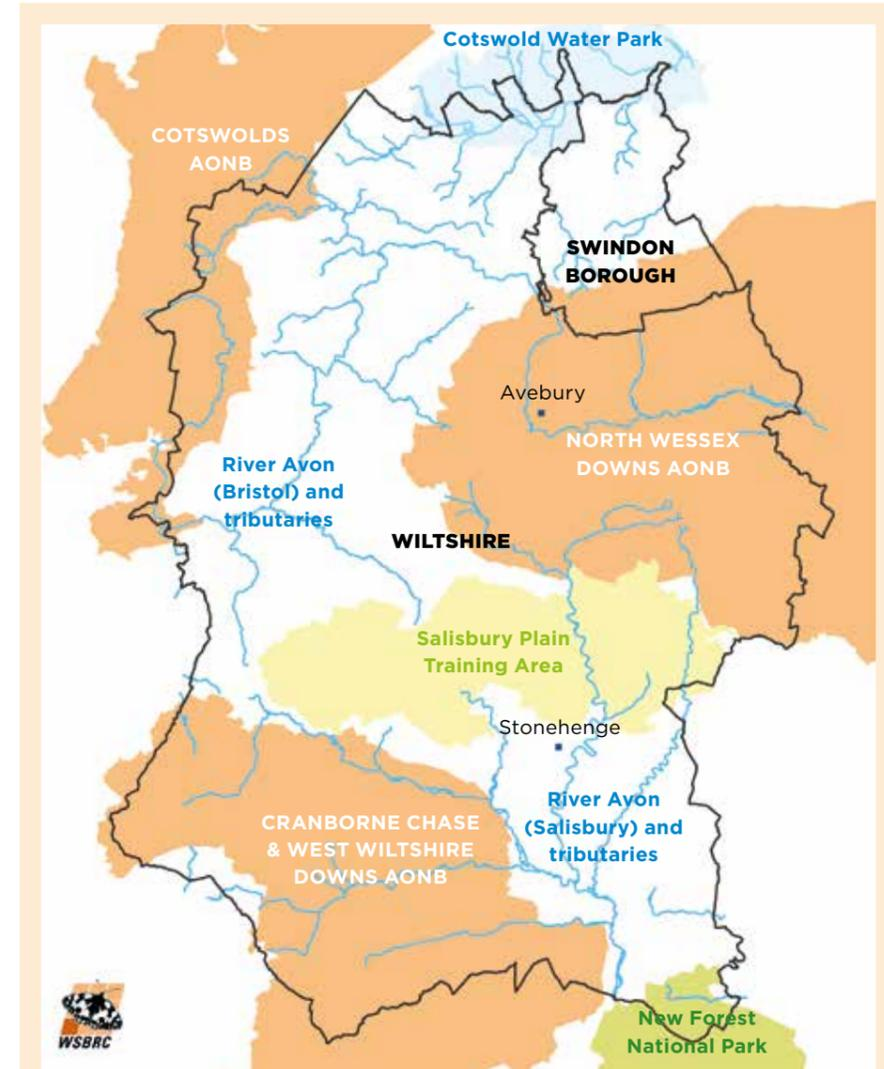 Cotswold Water Park
COTSWOLDS
AONB
SWINDON
BOROUGH
Avebury
NORTH WESSEX
DOWNS AONB
River Avon
(Bristol) and
tributaries
WILTSHIRE
Salisbury Plain
Training Area
Stonehenge
River Avon
(Salisbury) and
tributaries
CRANBORNE CHASE
& WEST WILTSHIRE
DOWNS AONB
WSBRC
New Forest
National Park